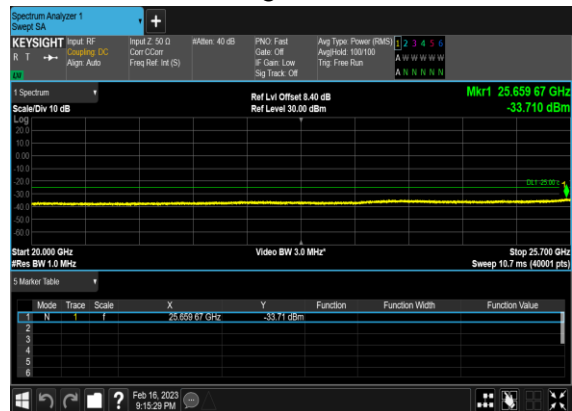 Spectrum Analyzer 1
Swept SA
+
KEYSIGHT Input: RF Input Z: 50 Ω #Atten: 40 dB PNO: Fast Avg Type: Power (RMS) 1 2 3 4 5 6
R T Coupling: DC Corr CCorr Gate: Off Avg|Hold: 100/100 A W W W W W
Align: Auto Freq Ref: Int (S) IF Gain: Low Trig: Free Run
Sig Track: Off A N N N N N
1 Spectrum Ref Lvl Offset 8.40 dB Mkr1 25.659 67 GHz
Scale/Div 10 dB Ref Level 30.00 dBm -33.710 dBm
Log
20.0
10.0
0.00
-10.0
-20.0
DL1 -25.00
-30.0
-40.0
-50.0
-60.0
Start 20.000 GHz Video BW 3.0 MHz* Stop 25.700 GHz
#Res BW 1.0 MHz Sweep 10.7 ms (40001 pts)
5 Marker Table
Mode Trace Scale X Y Function Function Width Function Value
1 N 1 f 25.659 67 GHz -33.71 dBm
2
3
4
5
6
? Feb 16, 2023
9:15:29 PM